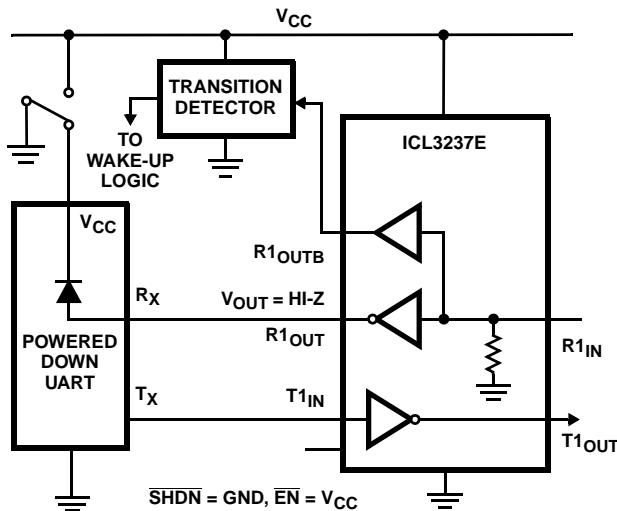 VCC
TRANSITION
DETECTOR
TO
WAKE-UP
LOGIC
ICL3237E
VCC
R1OUTB
RX
VOUT = HI-Z
POWERED
DOWN
UART
R1OUT
R1IN
TX
T1IN
T1OUT
SHDN = GND, EN = VCC